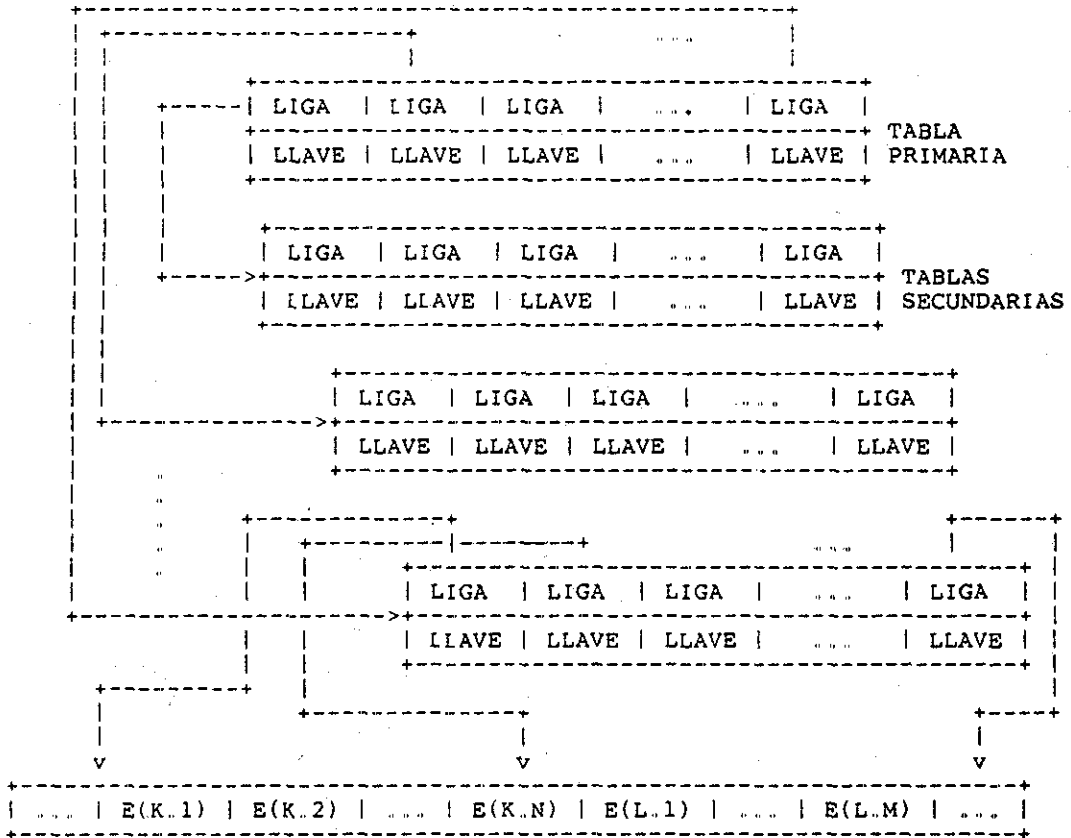 ...
LIGA | LIGA | LIGA | ... | LIGA
TABLA
LLAVE | LLAVE | LLAVE | ... | LLAVE
PRIMARIA
LIGA | LIGA | LIGA | ... | LIGA
TABLAS
LLAVE | LLAVE | LLAVE | ... | LLAVE
SECUNDARIAS
LIGA | LIGA | LIGA | .... | LIGA
LLAVE | LLAVE | LLAVE | ... | LLAVE
...
LIGA | LIGA | LIGA | ... | LIGA
LLAVE | LLAVE | LLAVE | ... | LLAVE
... | E(K.1) | E(K.2) | ... | E(K.N) | E(L.1) | ... | E(L.M) | ...